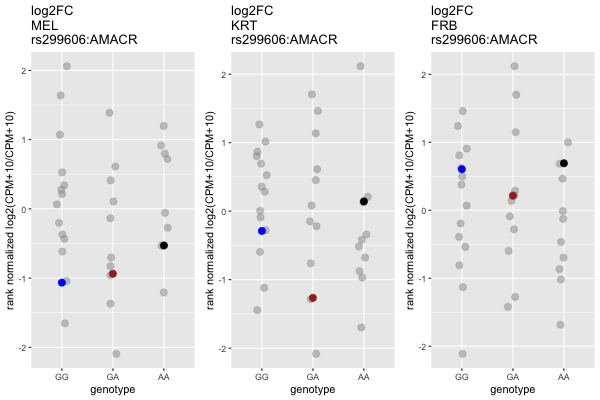 log2FC
MEL
rs299606:AMACR
rank normalized log2(CPM+10/CPM+10)
2
1
0
-1
-2
GG GA AA
genotype
log2FC
KRT
rs299606:AMACR
rank normalized log2(CPM+10/CPM+10)
2
1
0
-1
-2
GG GA AA
genotype
log2FC
FRB
rs299606:AMACR
rank normalized log2(CPM+10/CPM+10)
2
1
0
-1
-2
GG GA AA
genotype